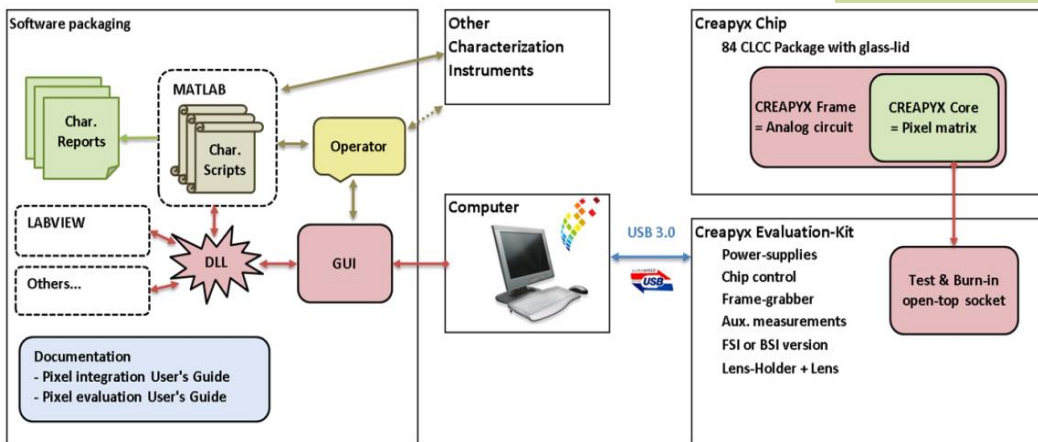 Software packaging
MATLAB
Char.
Reports
Char.
Scripts
Operator
LABVIEW
Others...
DLL
GUI
Documentation
- Pixel integration User's Guide
- Pixel evaluation User's Guide
Other
Characterization
Instruments
Computer
USB 3.0
USB
Creapyx Chip
84 CLCC Package with glass-lid
CREAPYX Frame
= Analog circuit
CREAPYX Core
= Pixel matrix
Creapyx Evaluation-Kit
Power-supplies
Chip control
Frame-grabber
Aux. measurements
FSI or BSI version
Lens-Holder + Lens
Test & Burn-in
open-top socket